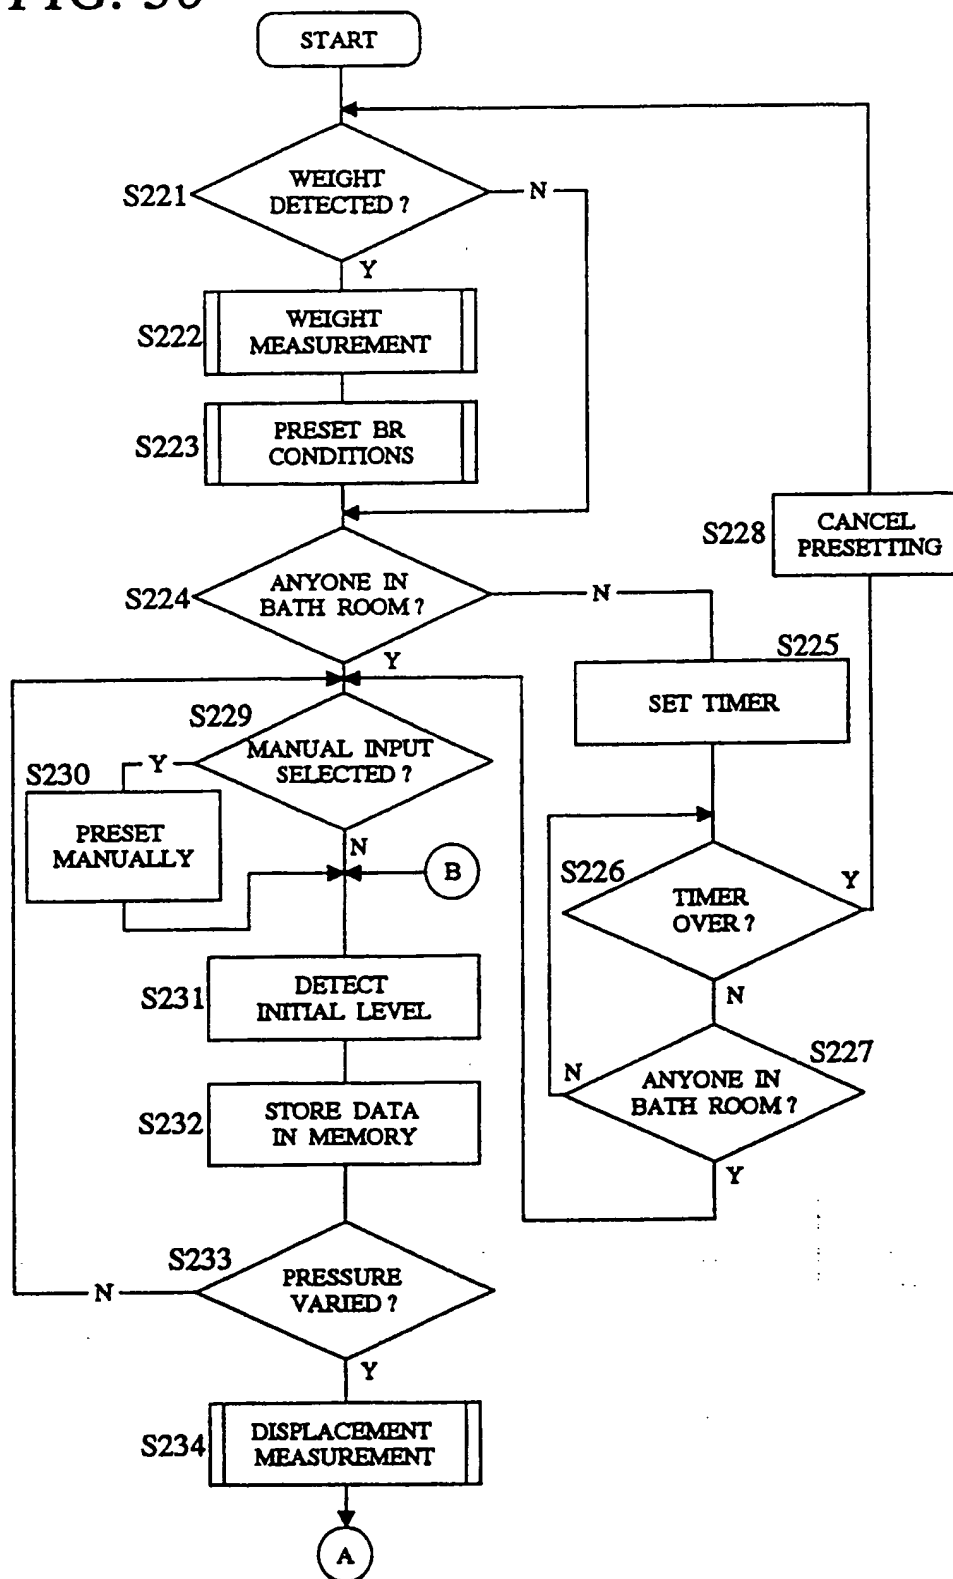 FIG. 30
START
S221
WEIGHT
DETECTED ?
N
Y
S222
WEIGHT
MEASUREMENT
S223
PRESET BR
CONDITIONS
S228
CANCEL
PRESETTING
S224
ANYONE IN
BATH ROOM ?
N
Y
S225
SET TIMER
S229
MANUAL INPUT
SELECTED ?
Y
S230
PRESET
MANUALLY
N
B
S226
TIMER
OVER ?
Y
N
S231
DETECT
INITIAL LEVEL
S227
N
ANYONE IN
BATH ROOM ?
Y
S232
STORE DATA
IN MEMORY
S233
PRESSURE
VARIED ?
N
Y
S234
DISPLACEMENT
MEASUREMENT
A